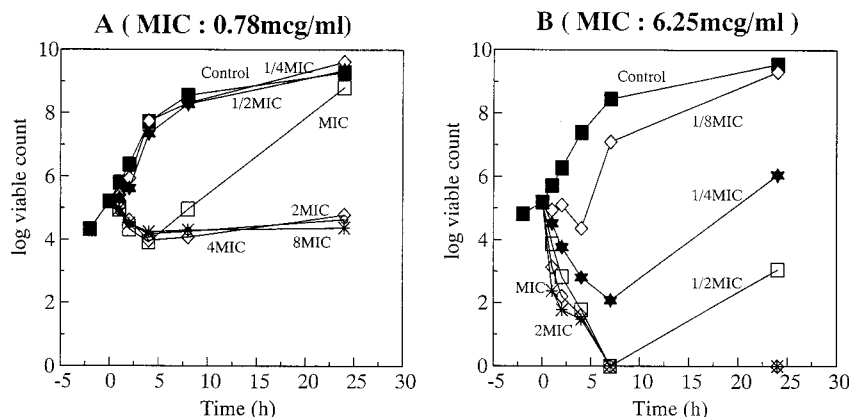 A ( MIC : 0.78mcg/ml )
10
8
6
4
2
0
-5 0 5 10 15 20 25 30
log viable count
Time (h)
Control
1/4MIC
1/2MIC
MIC
2MIC
4MIC
8MIC
B ( MIC : 6.25mcg/ml )
10
8
6
4
2
0
-5 0 5 10 15 20 25 30
log viable count
Time (h)
Control
1/8MIC
1/4MIC
1/2MIC
MIC
2MIC